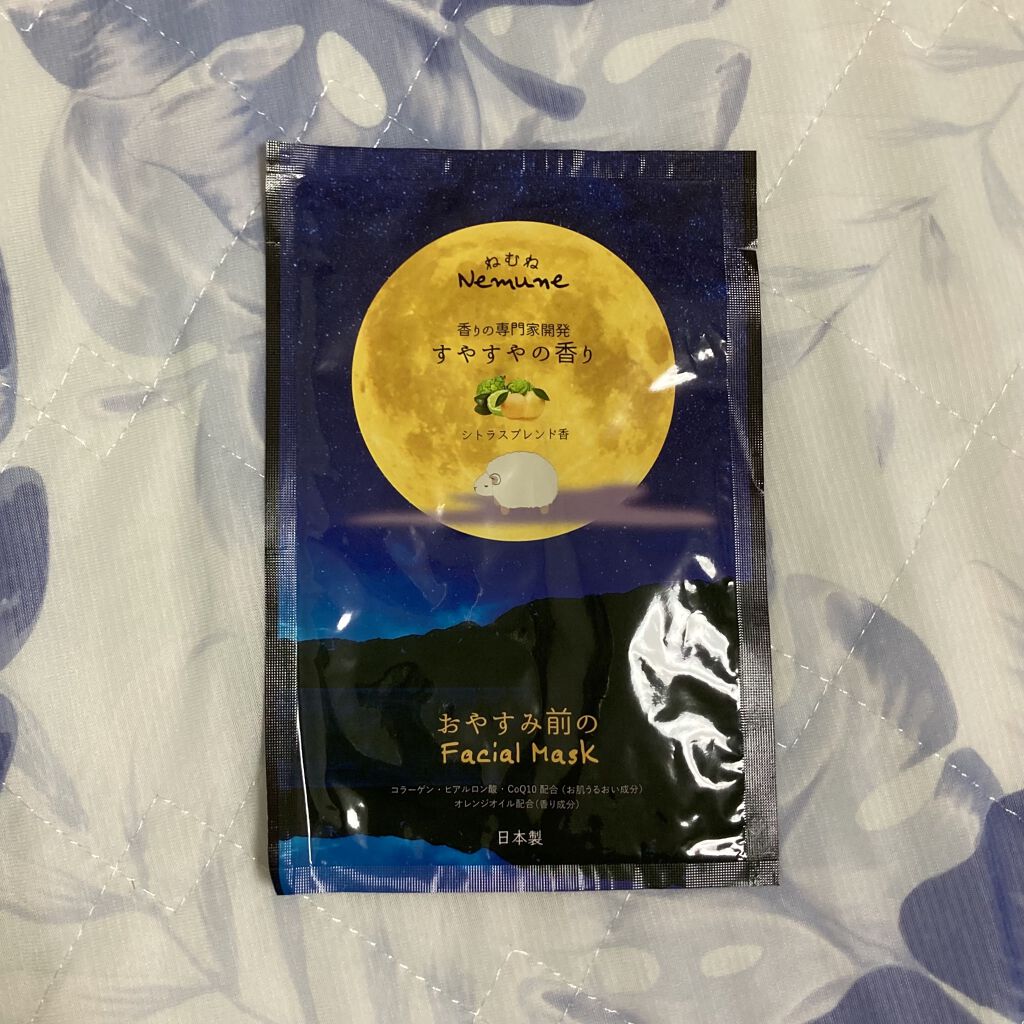 ねむね
Nemune
香りの専門家開発
すやすやの香り
シトラスブレンド香
おやすみ前の
Facial Mask
コラーゲン・ヒアルロン酸・CoQ10 配合 (お肌うるおい成分)
オレンジオイル配合(香り成分)
日本製